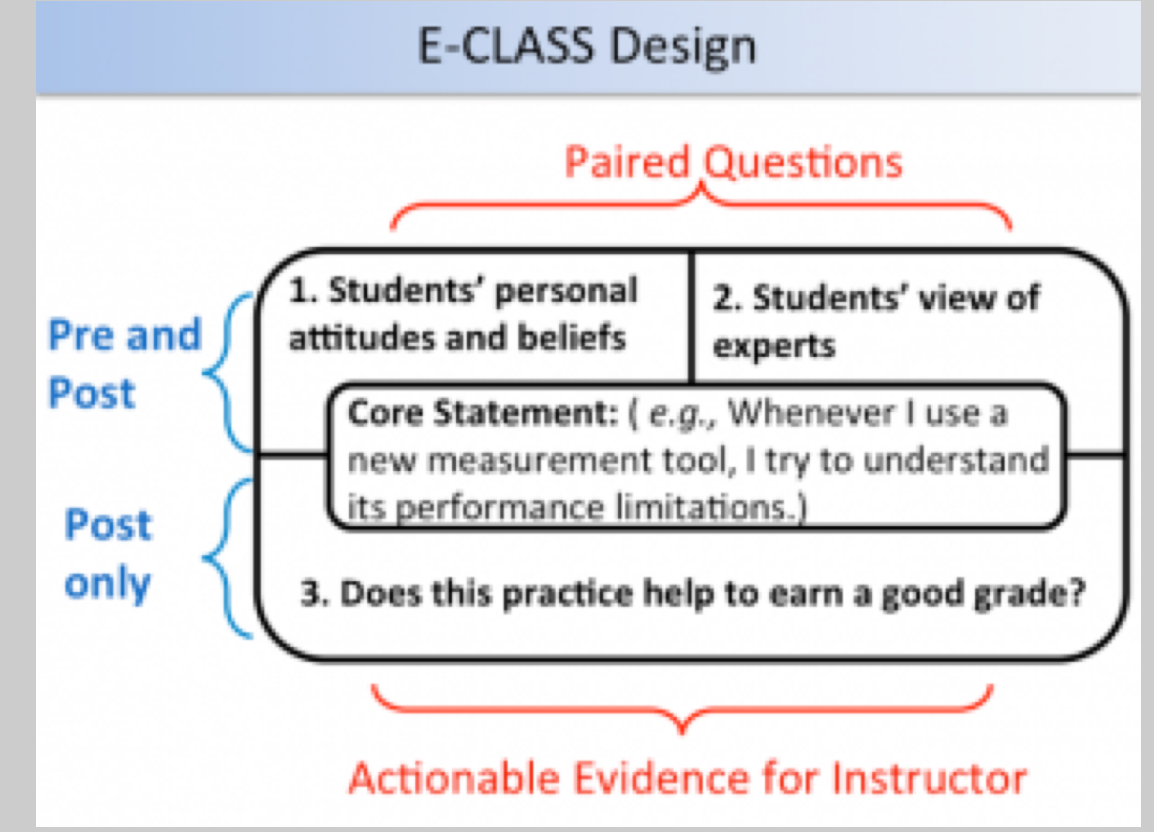 E-CLASS Design
Paired Questions
1. Students' personal
attitudes and beliefs
2. Students' view of
experts
Pre and
Post
Core Statement: ( e.g., Whenever I use a
new measurement tool, I try to understand
its performance limitations.)
Post
only
3. Does this practice help to earn a good grade?
Actionable Evidence for Instructor